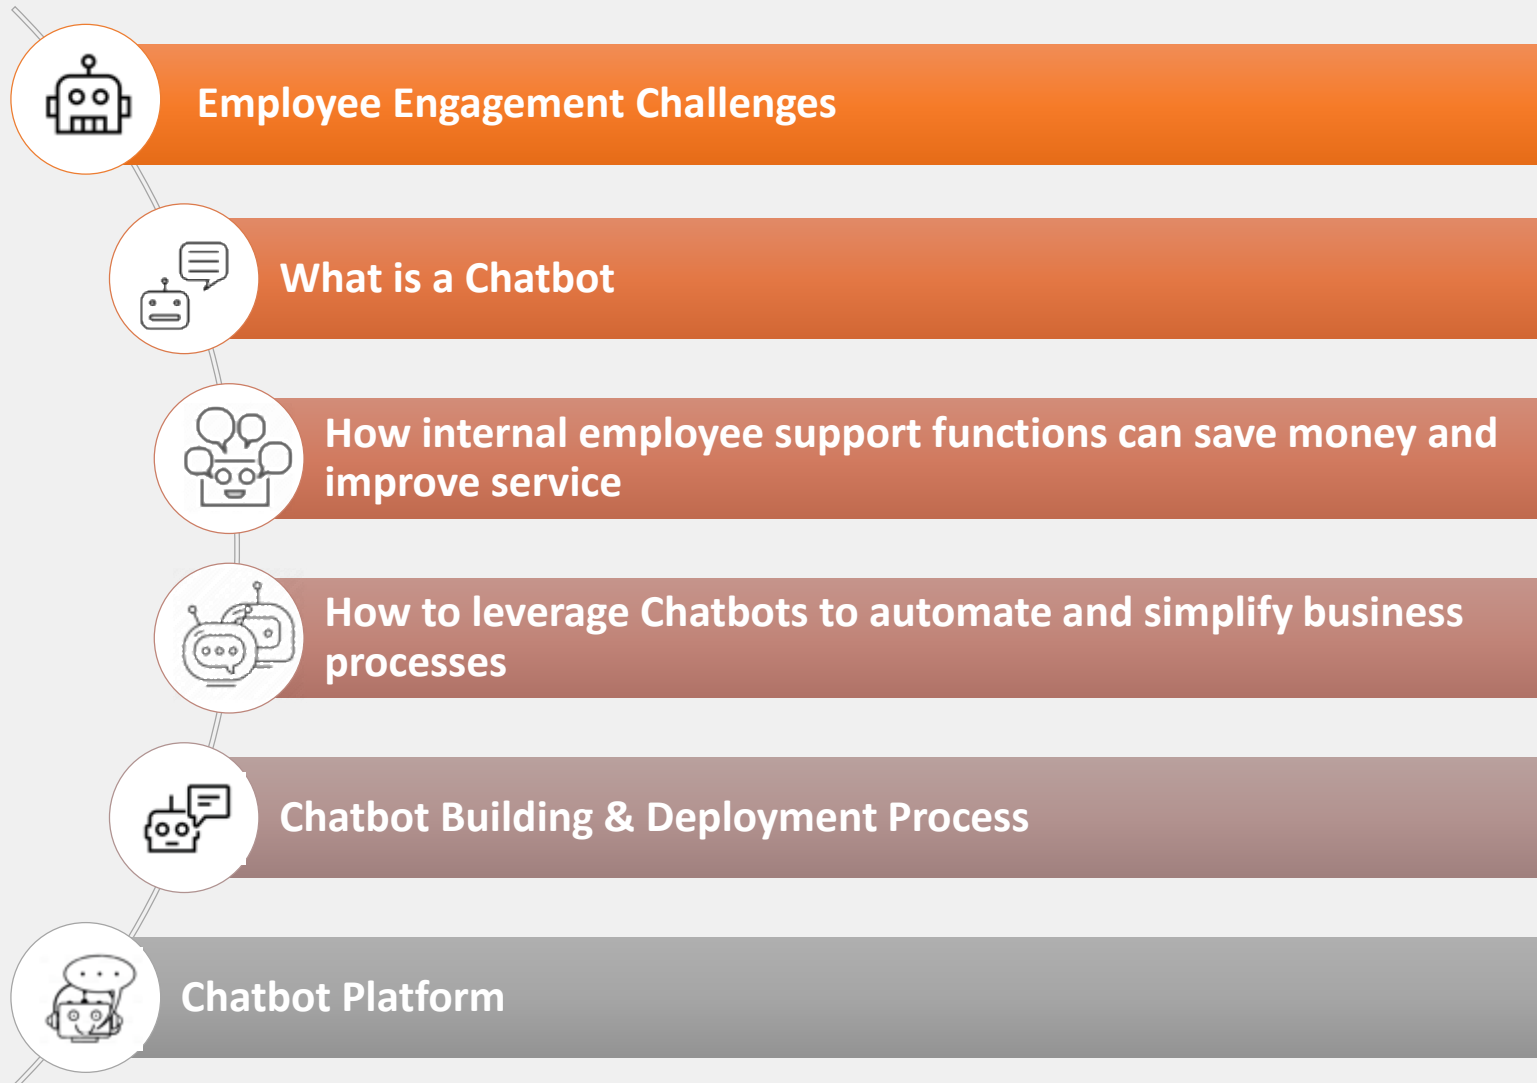 Employee Engagement Challenges
What is a Chatbot
How internal employee support functions can save money and
improve service
How to leverage Chatbots to automate and simplify business
processes
Chatbot Building & Deployment Process
Chatbot Platform